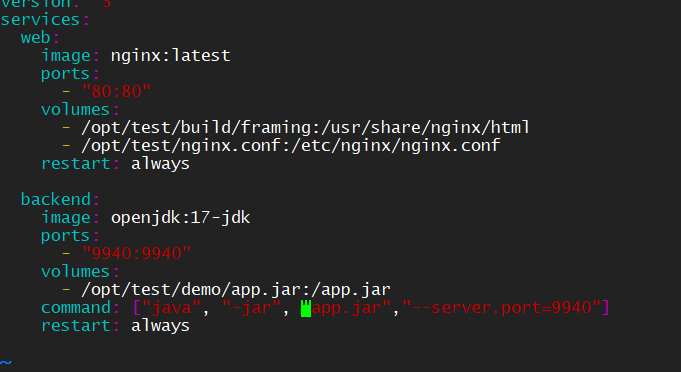 version: "3"
services:
  web:
    image: nginx:latest
    ports:
      - "80:80"
    volumes:
      - /opt/test/build/framing:/usr/share/nginx/html
      - /opt/test/nginx.conf:/etc/nginx/nginx.conf
    restart: always

  backend:
    image: openjdk:17-jdk
    ports:
      - "9940:9940"
    volumes:
      - /opt/test/demo/app.jar:/app.jar
    command: ["java", "-jar", "app.jar","--server.port=9940"]
    restart: always

~